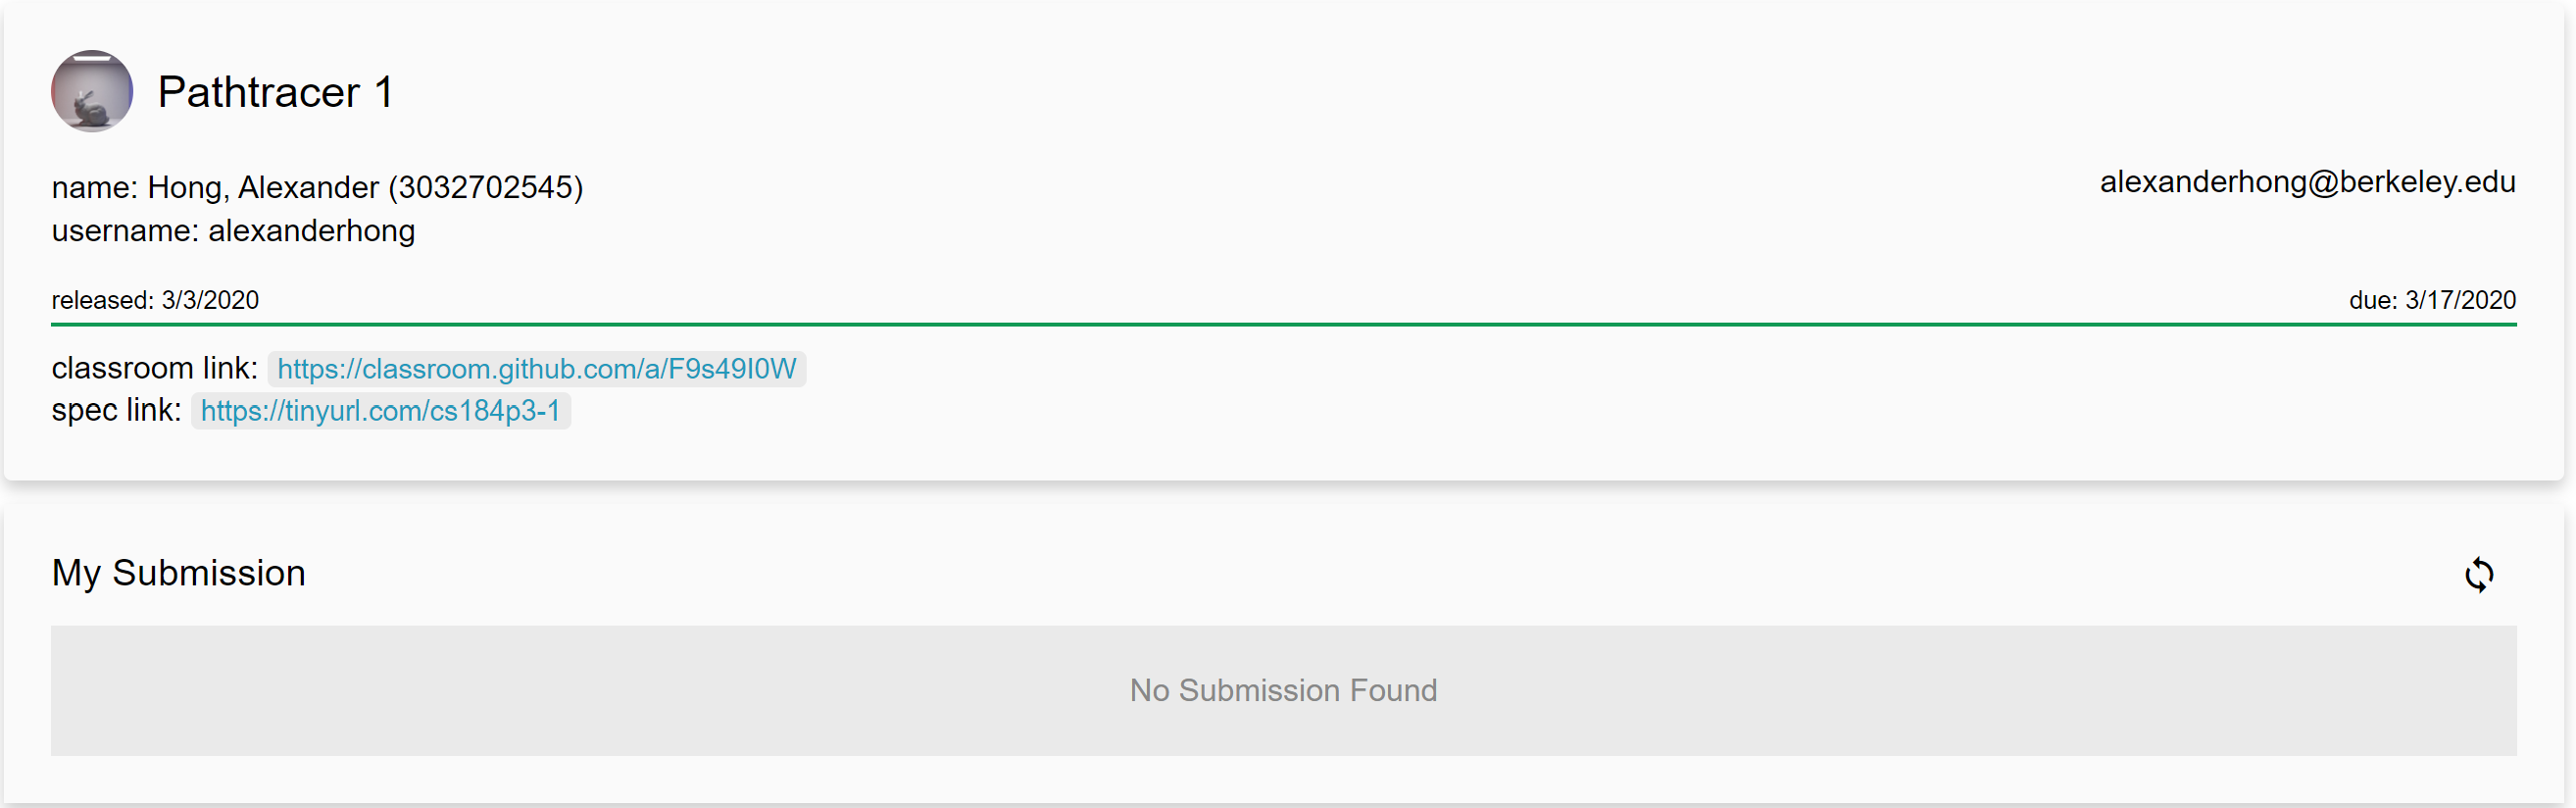 Pathtracer 1
name: Hong, Alexander (3032702545)
alexanderhong@berkeley.edu
username: alexanderhong
released: 3/3/2020
due: 3/17/2020
classroom link: https://classroom.github.com/a/F9s49I0W
spec link: https://tinyurl.com/cs184p3-1
My Submission
No Submission Found